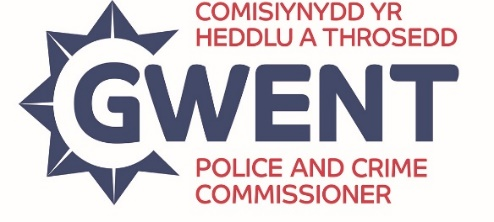 COMISIYNYDD YR
HEDDLU A THROSEDD
GWENT
POLICE AND CRIME
COMMISSIONER